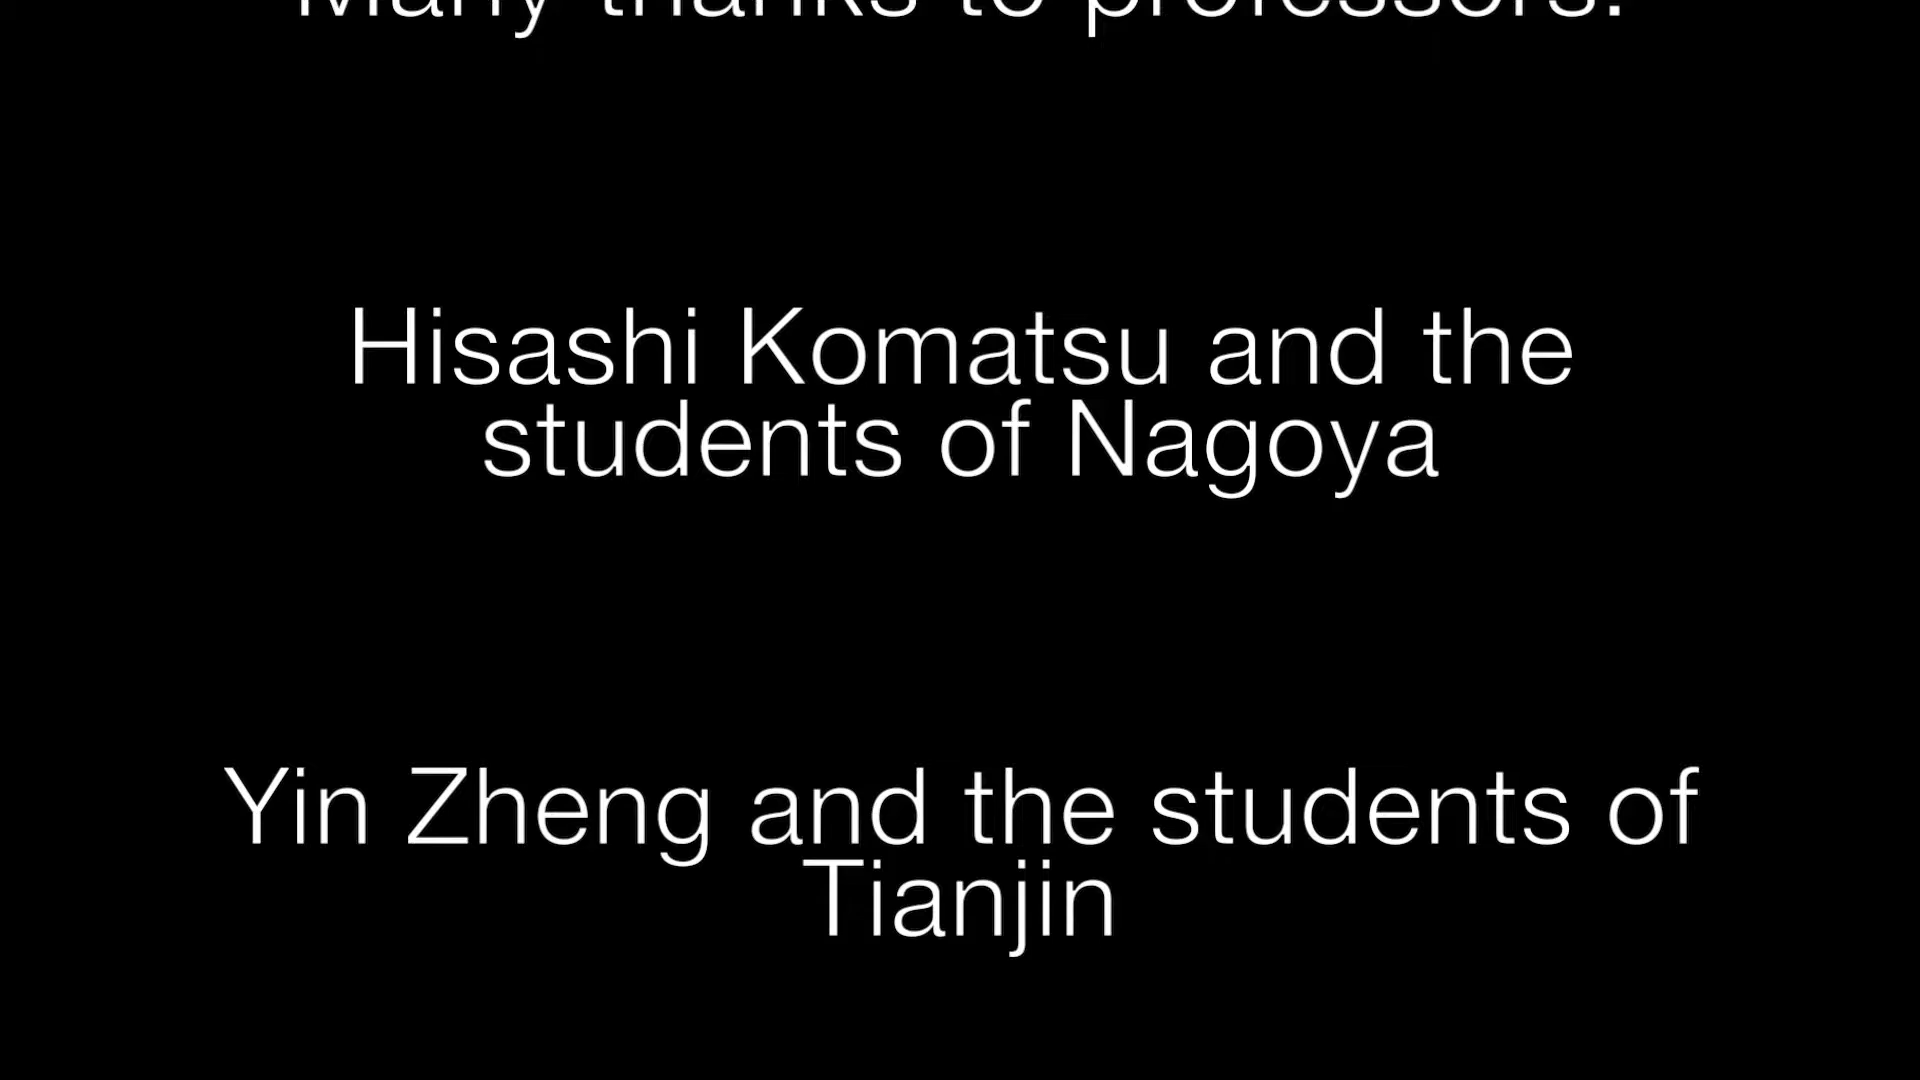 Many thanks to professors:
Hisashi Komatsu and the
students of Nagoya
Yin Zheng and the students of
Tianjin